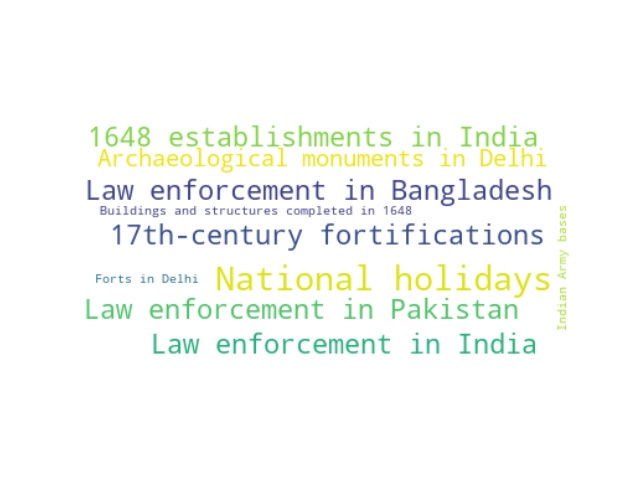 1648 establishments in India
Archaeological monuments in Delhi
Law enforcement in Bangladesh
Buildings and structures completed in 1648
17th-century fortifications
Forts in Delhi
National holidays
Law enforcement in Pakistan
Law enforcement in India
Indian Army bases